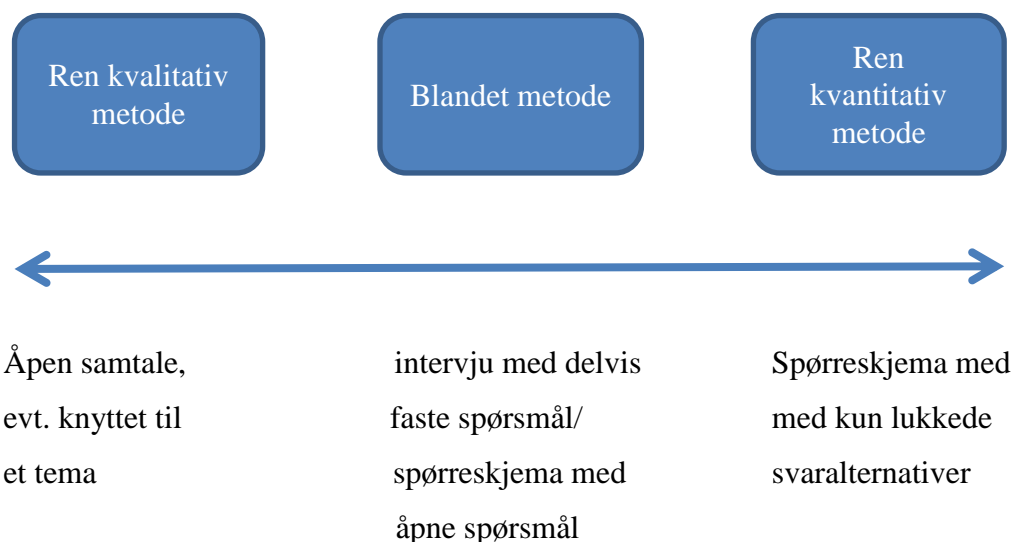 Ren kvalitativ
metode
Blandet metode
Ren
kvantitativ
metode
Åpen samtale,
evt. knyttet til
et tema
intervju med delvis
faste spørsmål/
spørreskjema med
åpne spørsmål
Spørreskjema med
med kun lukkede
svaralternativer